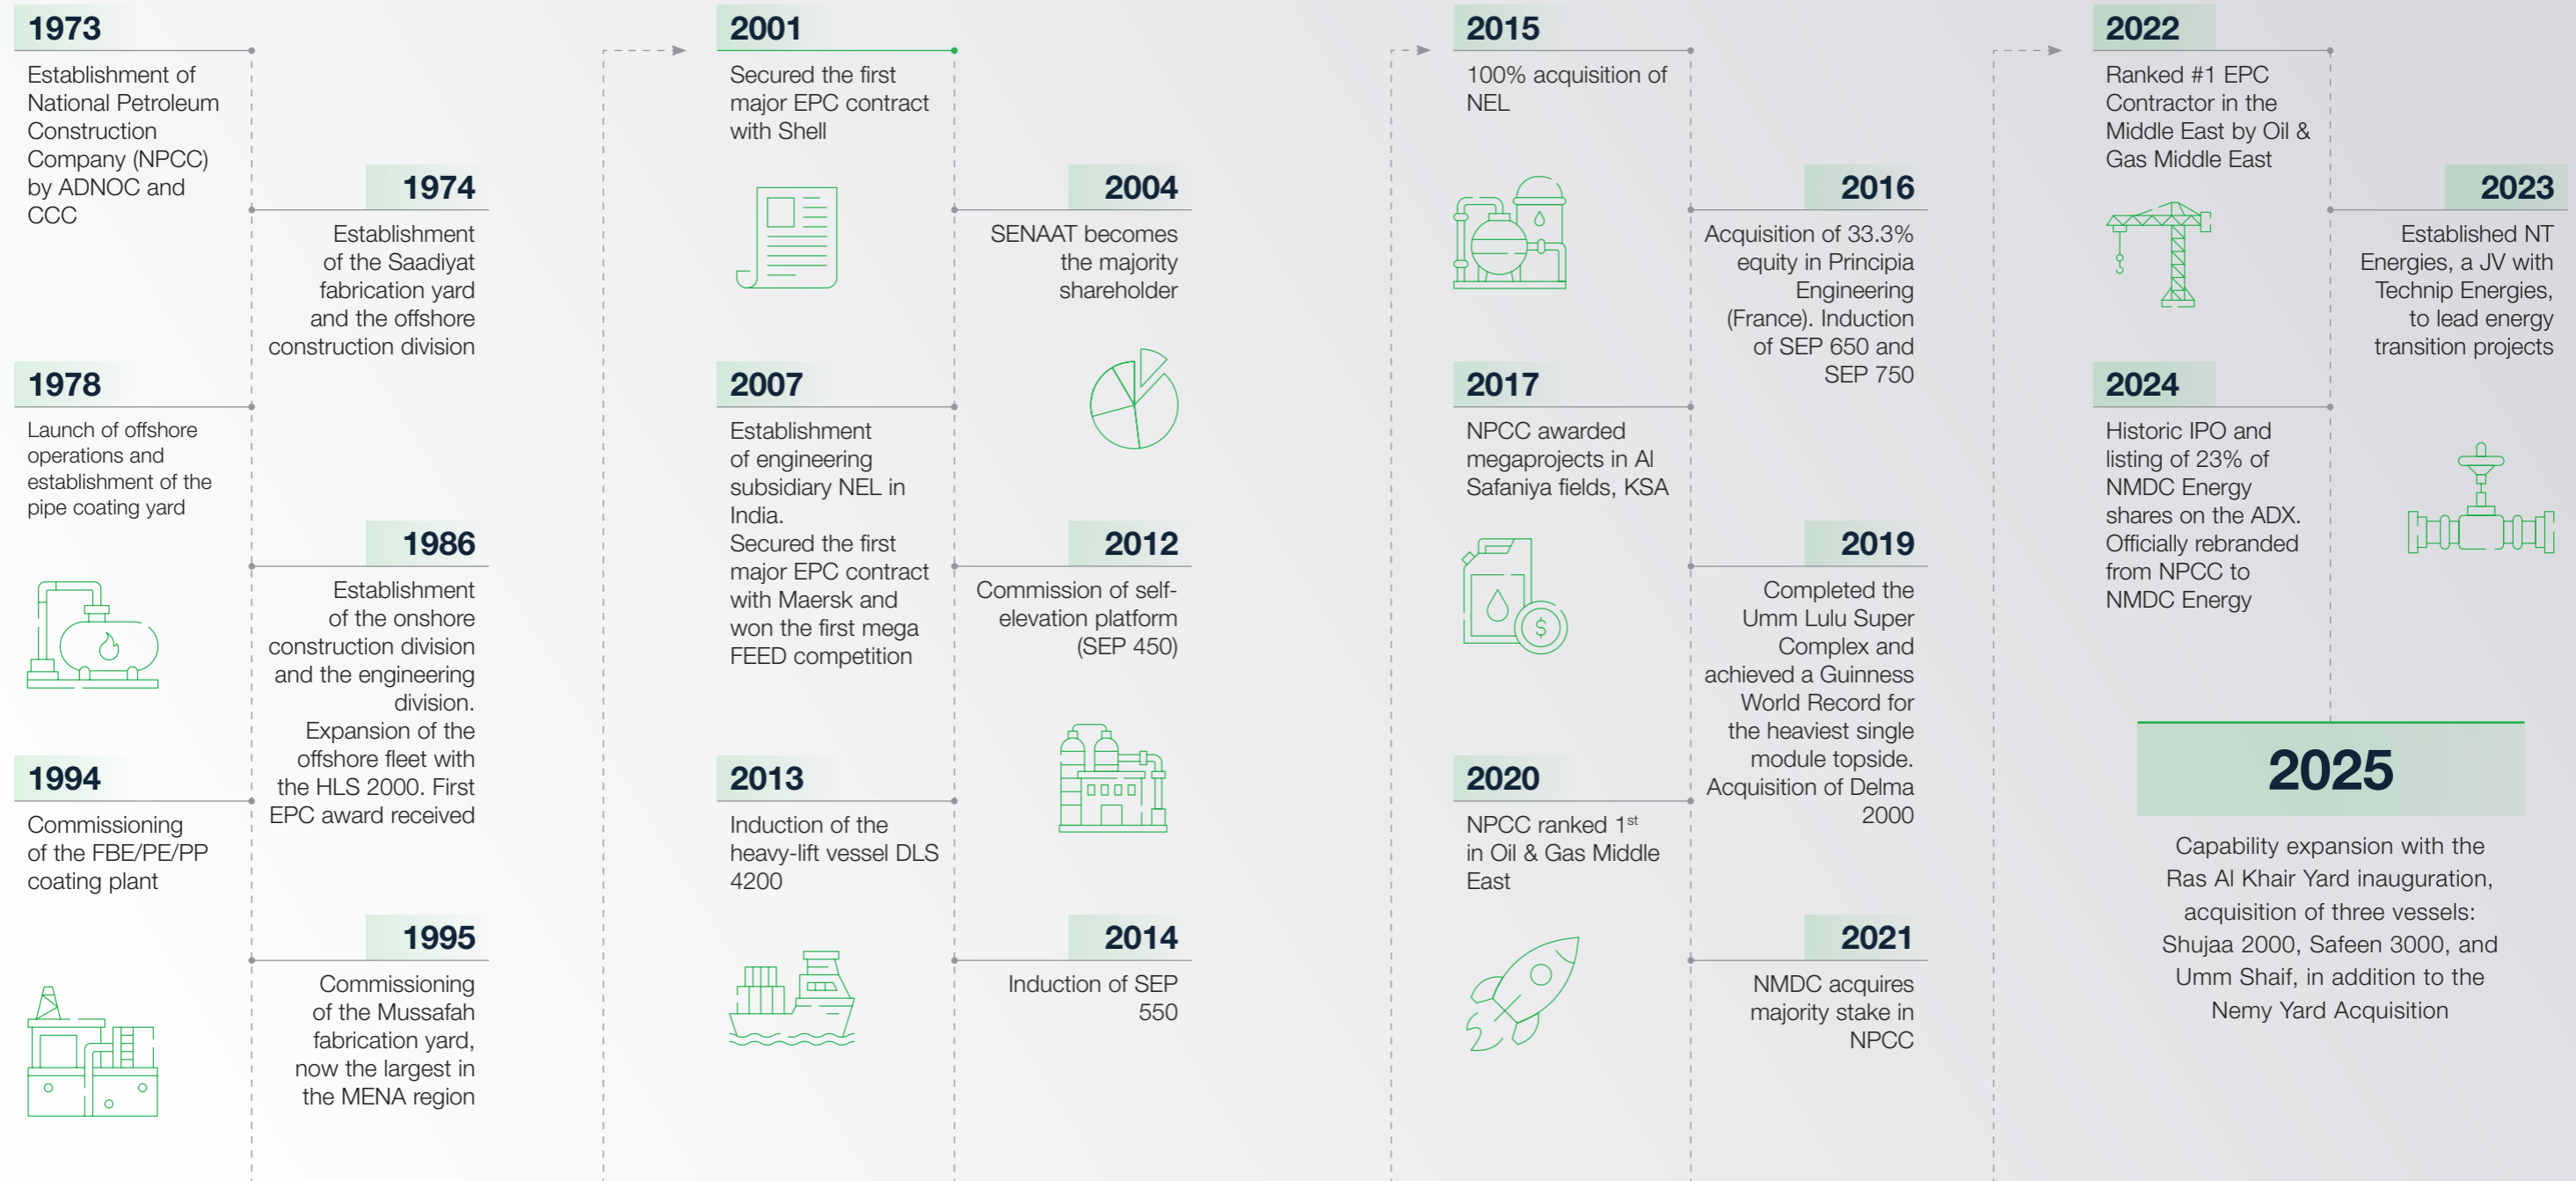 1973
Establishment of
National Petroleum
Construction
Company (NPCC)
by ADNOC and
CCC
1974
Establishment
of the Saadiyat
fabrication yard
and the offshore
construction division
1978
Launch of offshore
operations and
establishment of the
pipe coating yard
1986
Establishment
of the onshore
construction division
and the engineering
division.
Expansion of the
offshore fleet with
the HLS 2000. First
EPC award received
1994
Commissioning
of the FBE/PE/PP
coating plant
1995
Commissioning
of the Mussafah
fabrication yard,
now the largest in
the MENA region
2001
Secured the first
major EPC contract
with Shell
2004
SENAAT becomes
the majority
shareholder
2007
Establishment
of engineering
subsidiary NEL in
India.
Secured the first
major EPC contract
with Maersk and
won the first mega
FEED competition
2012
Commission of self-
elevation platform
(SEP 450)
2013
Induction of the
heavy-lift vessel DLS
4200
2014
Induction of SEP
550
2015
100% acquisition of
NEL
2016
Acquisition of 33.3%
equity in Principia
Engineering
(France). Induction
of SEP 650 and
SEP 750
2017
NPCC awarded
megaprojects in Al
Safaniya fields, KSA
$
2019
Completed the
Umm Lulu Super
Complex and
achieved a Guinness
World Record for
the heaviest single
module topside.
Acquisition of Delma
2000
2020
NPCC ranked 1st
in Oil & Gas Middle
East
2021
NMDC acquires
majority stake in
NPCC
2022
Ranked #1 EPC
Contractor in the
Middle East by Oil &
Gas Middle East
2023
Established NT
Energies, a JV with
Technip Energies,
to lead energy
transition projects
2024
Historic IPO and
listing of 23% of
NMDC Energy
shares on the ADX.
Officially rebranded
from NPCC to
NMDC Energy
2025
Capability expansion with the
Ras Al Khair Yard inauguration,
acquisition of three vessels:
Shujaa 2000, Safeen 3000, and
Umm Shaif, in addition to the
Nemy Yard Acquisition